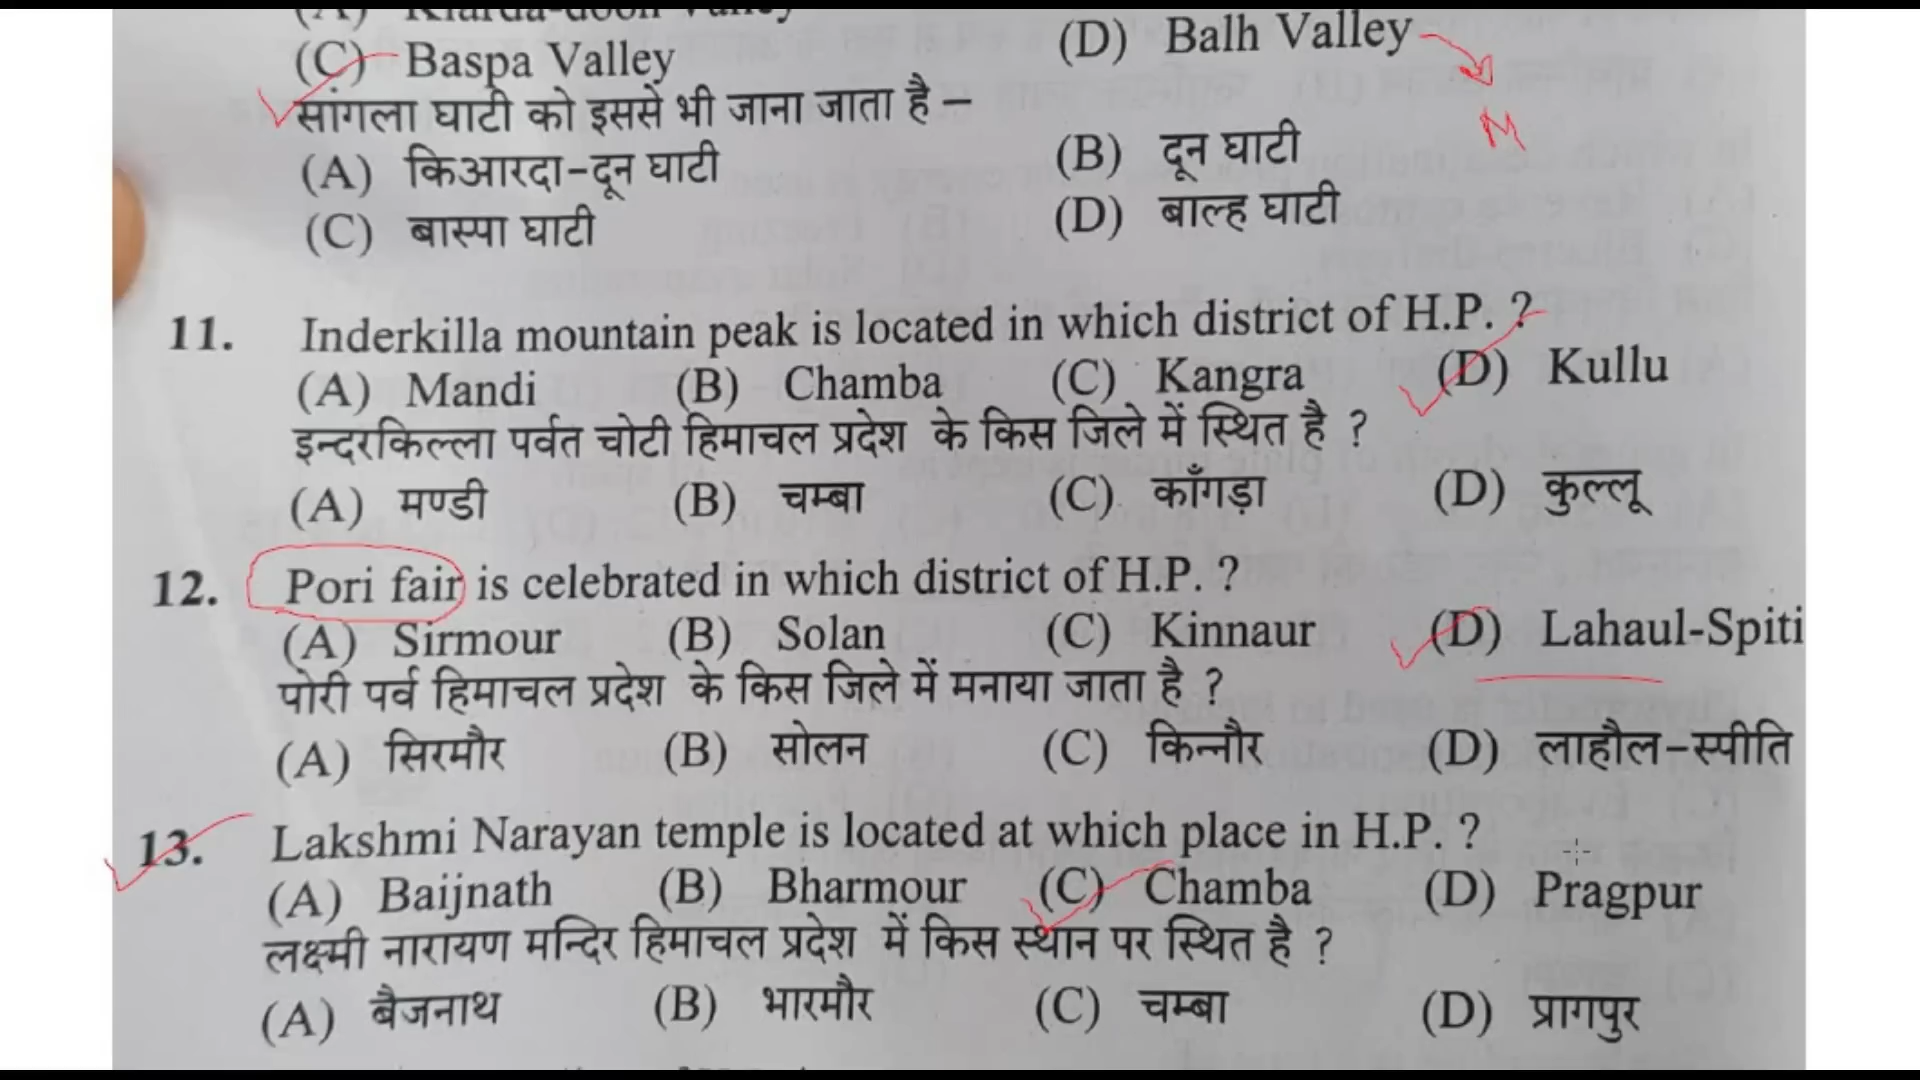 (C) Baspa Valley (D) Balh Valley
M
सांगला घाटी को इससे भी जाना जाता है –
(A) किआरदा-दून घाटी (B) दून घाटी
(C) बास्पा घाटी (D) बाल्ह घाटी
11. Inderkilla mountain peak is located in which district of H.P. ?
(A) Mandi (B) Chamba (C) Kangra (D) Kullu
इन्दरकिल्ला पर्वत चोटी हिमाचल प्रदेश के किस जिले में स्थित है ?
(A) मण्डी (B) चम्बा (C) काँगड़ा (D) कुल्लू
12. Pori fair is celebrated in which district of H.P. ?
(A) Sirmour (B) Solan (C) Kinnaur (D) Lahaul-Spiti
पोरी पर्व हिमाचल प्रदेश के किस जिले में मनाया जाता है ?
(A) सिरमौर (B) सोलन (C) किन्नौर (D) लाहौल-स्पीति
13. Lakshmi Narayan temple is located at which place in H.P. ?
(A) Baijnath (B) Bharmour (C) Chamba (D) Pragpur
लक्ष्मी नारायण मन्दिर हिमाचल प्रदेश में किस स्थान पर स्थित है ?
(A) बैजनाथ (B) भारमौर (C) चम्बा (D) प्रागपुर